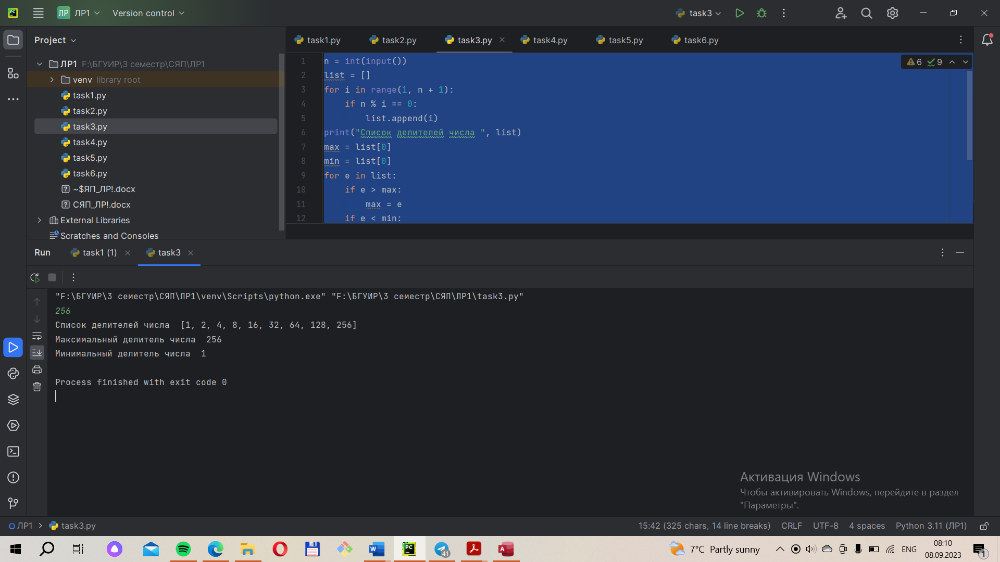 ЛР ЛР1 Version control task3
Project
ЛР1 F:\БГУИР\3 семестр\СЯП\ЛР1
venv library root
task1.py
task2.py
task3.py
task4.py
task5.py
task6.py
~$ЯП_ЛР!.docx
СЯП_ЛР!.docx
External Libraries
Scratches and Consoles
task1.py task2.py task3.py task4.py task5.py task6.py
6 9
1 n = int(input())
2 list = []
3 for i in range(1, n + 1):
4 if n % i == 0:
5 list.append(i)
6 print("Список делителей числа ", list)
7 max = list[0]
8 min = list[0]
9 for e in list:
10 if e > max:
11 max = e
12 if e < min:
Run task1 (1) task3
"F:\БГУИР\3 семестр\СЯП\ЛР1\venv\Scripts\python.exe" "F:\БГУИР\3 семестр\СЯП\ЛР1\task3.py"
256
Список делителей числа  [1, 2, 4, 8, 16, 32, 64, 128, 256]
Максимальный делитель числа  256
Минимальный делитель числа  1
Process finished with exit code 0
Активация Windows
Чтобы активировать Windows, перейдите в раздел
"Параметры".
ЛР1 > task3.py 15:42 (325 chars, 14 line breaks) CRLF UTF-8 4 spaces Python 3.11 (ЛР1)
41 7°C Partly sunny ENG 08:10
08.09.2023
1